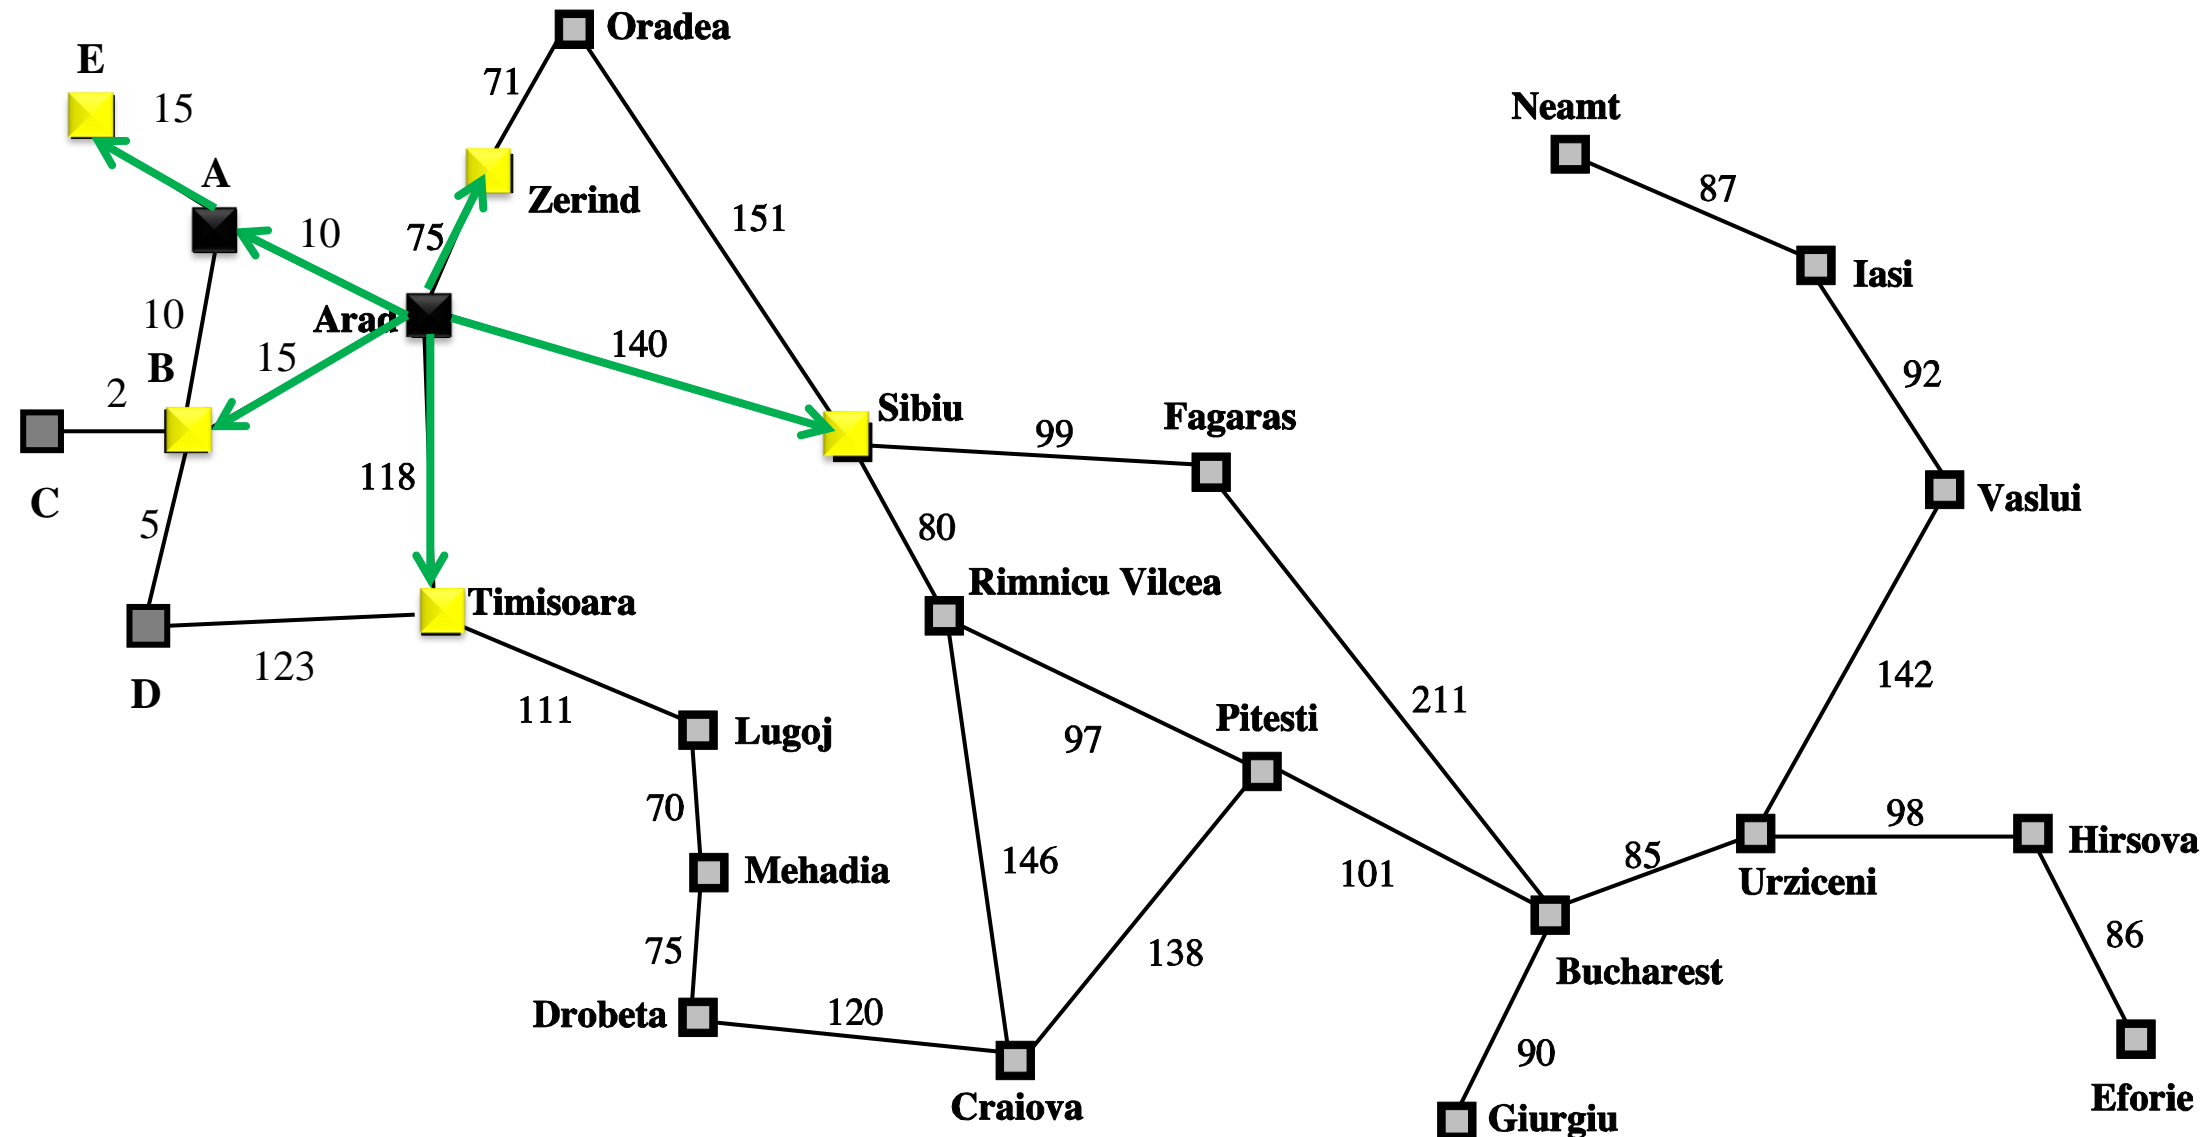 Oradea
E
71
15
Neamt
87
A
Zerind
151
10
75
Iasi
10
Arad
140
15
B
92
2
Sibiu
Fagaras
99
118
C
Vaslui
5
80
Rimnicu Vilcea
Timisoara
123
D
142
111
211
Pitesti
Lugoj
97
70
98
Hirsova
146
85
Mehadia
101
Urziceni
75
138
86
Bucharest
Drobeta
120
90
Craiova
Eforie
Giurgiu